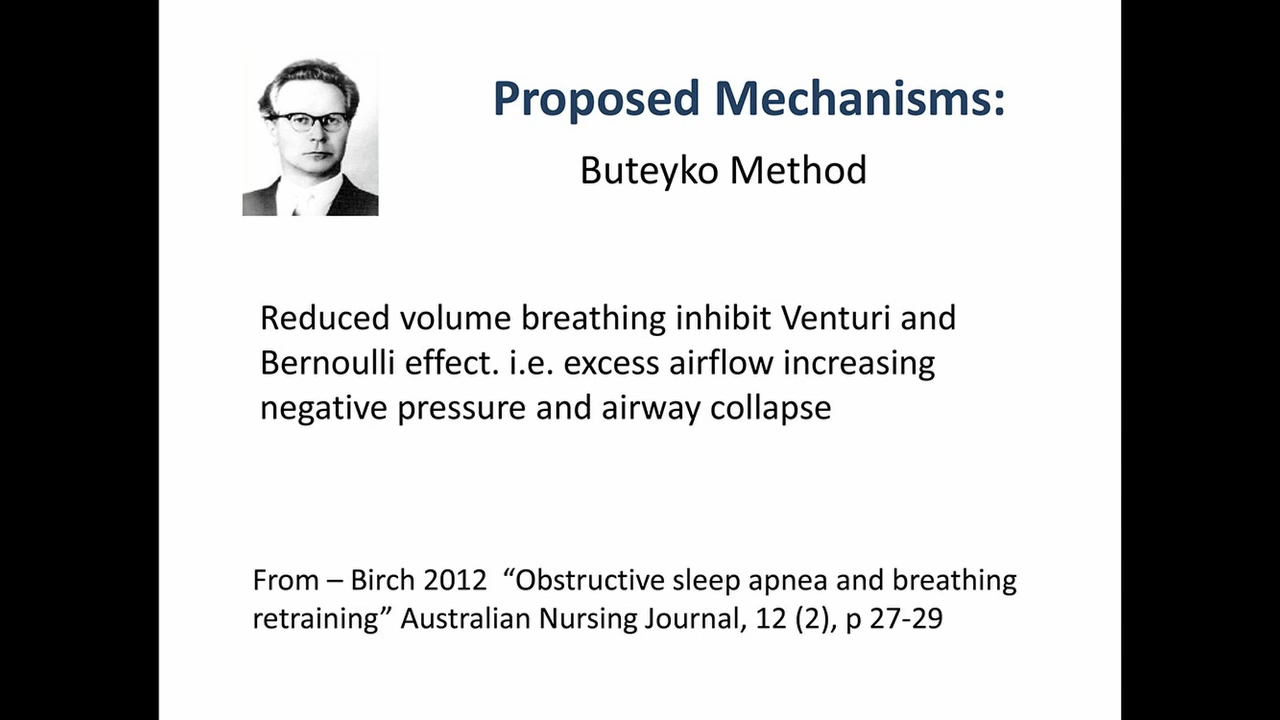 Proposed Mechanisms:
Buteyko Method
Reduced volume breathing inhibit Venturi and
Bernoulli effect. i.e. excess airflow increasing
negative pressure and airway collapse
From – Birch 2012  “Obstructive sleep apnea and breathing
retraining” Australian Nursing Journal, 12 (2), p 27-29